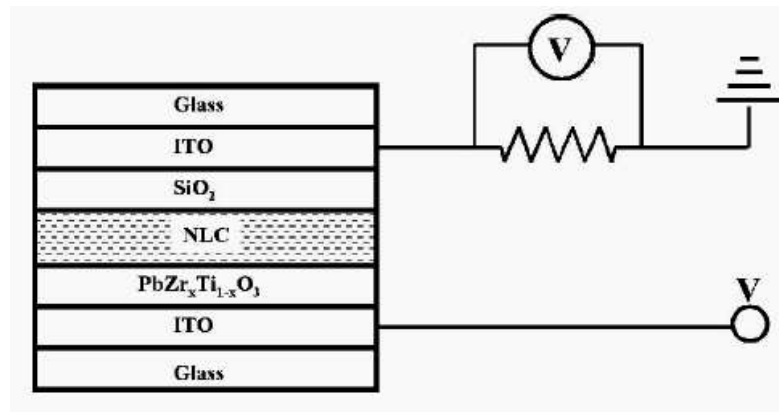 V
Glass
ITO
SiO₂
NLC
PbZrₓTi₁₋ₓO₃
V
ITO
Glass